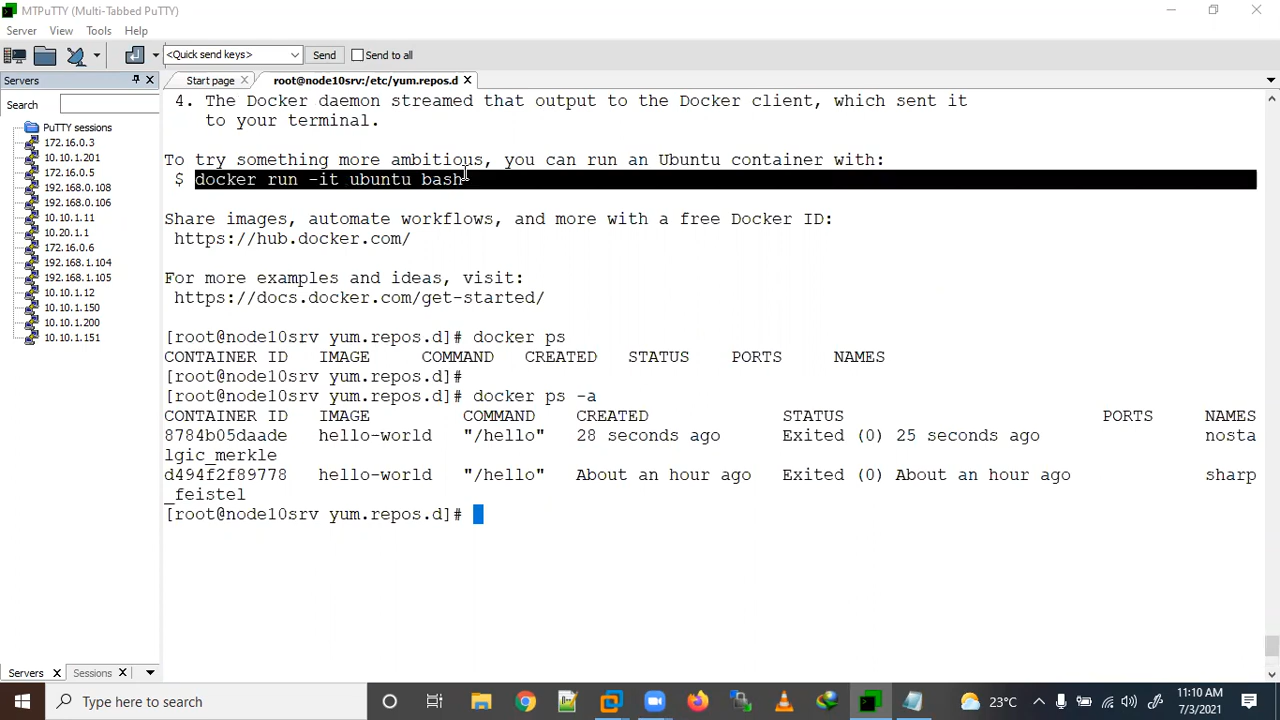 MTPuTTY (Multi-Tabbed PuTTY)
Server View Tools Help
<Quick send keys> Send Send to all
Servers
Start page root@node10srv:/etc/yum.repos.d
Search
PuTTY sessions
172.16.0.3
10.10.1.201
172.16.0.5
192.168.0.108
192.168.0.106
10.10.1.11
10.20.1.1
172.16.0.6
192.168.1.104
192.168.1.105
10.10.1.12
10.10.1.150
10.10.1.200
10.10.1.151
Servers Sessions
4. The Docker daemon streamed that output to the Docker client, which sent it
to your terminal.
To try something more ambitious, you can run an Ubuntu container with:
$ docker run -it ubuntu bash
Share images, automate workflows, and more with a free Docker ID:
https://hub.docker.com/
For more examples and ideas, visit:
https://docs.docker.com/get-started/
[root@node10srv yum.repos.d]# docker ps
CONTAINER ID IMAGE COMMAND CREATED STATUS PORTS NAMES
[root@node10srv yum.repos.d]#
[root@node10srv yum.repos.d]# docker ps -a
CONTAINER ID IMAGE COMMAND CREATED STATUS PORTS NAMES
8784b05daade hello-world "/hello" 28 seconds ago Exited (0) 25 seconds ago nosta
lgic_merkle
d494f2f89778 hello-world "/hello" About an hour ago Exited (0) About an hour ago sharp
_feistel
[root@node10srv yum.repos.d]#
Type here to search
23°C
11:10 AM
7/3/2021